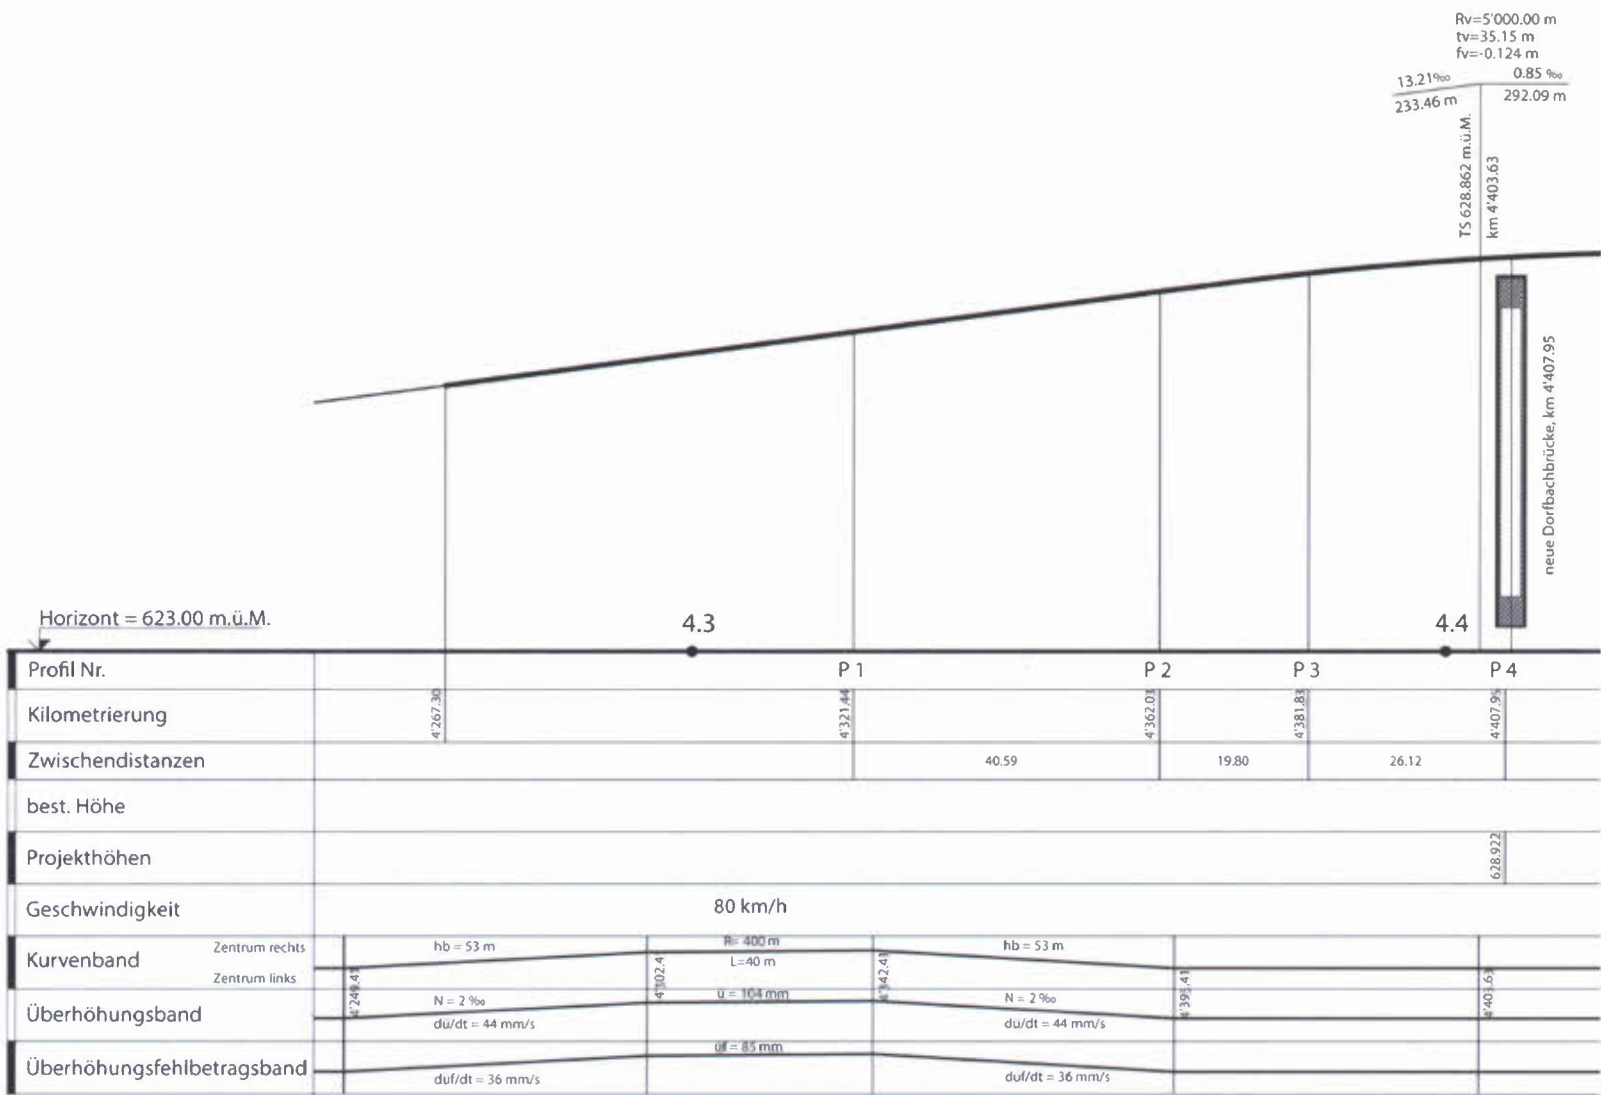 Rv=5'000.00 m
tv=35.15 m
fv=-0.124 m
13.21‰ 0.85 ‰
233.46 m 292.09 m
TS 628.862 m.ü.M.
km 4'403.63
neue Dorfbachbrücke, km 4'407.95
Horizont = 623.00 m.ü.M.
4.3 4.4
Profil Nr. P 1 P 2 P 3 P 4
Kilometrierung 4'267.30 4'321.44 4'362.03 4'381.83 4'407.95
Zwischendistanzen 40.59 19.80 26.12
best. Höhe
Projekthöhen 628.922
Geschwindigkeit 80 km/h
Kurvenband Zentrum rechts hb = 53 m R= 400 m hb = 53 m
Zentrum links L=40 m
4'249.41 4'302.41 4'342.41 4'395.41 4'403.63
Überhöhungsband N = 2 ‰ ü = 104 mm N = 2 ‰
dü/dt = 44 mm/s dü/dt = 44 mm/s
Überhöhungsfehlbetragsband üf = 85 mm
duf/dt = 36 mm/s duf/dt = 36 mm/s